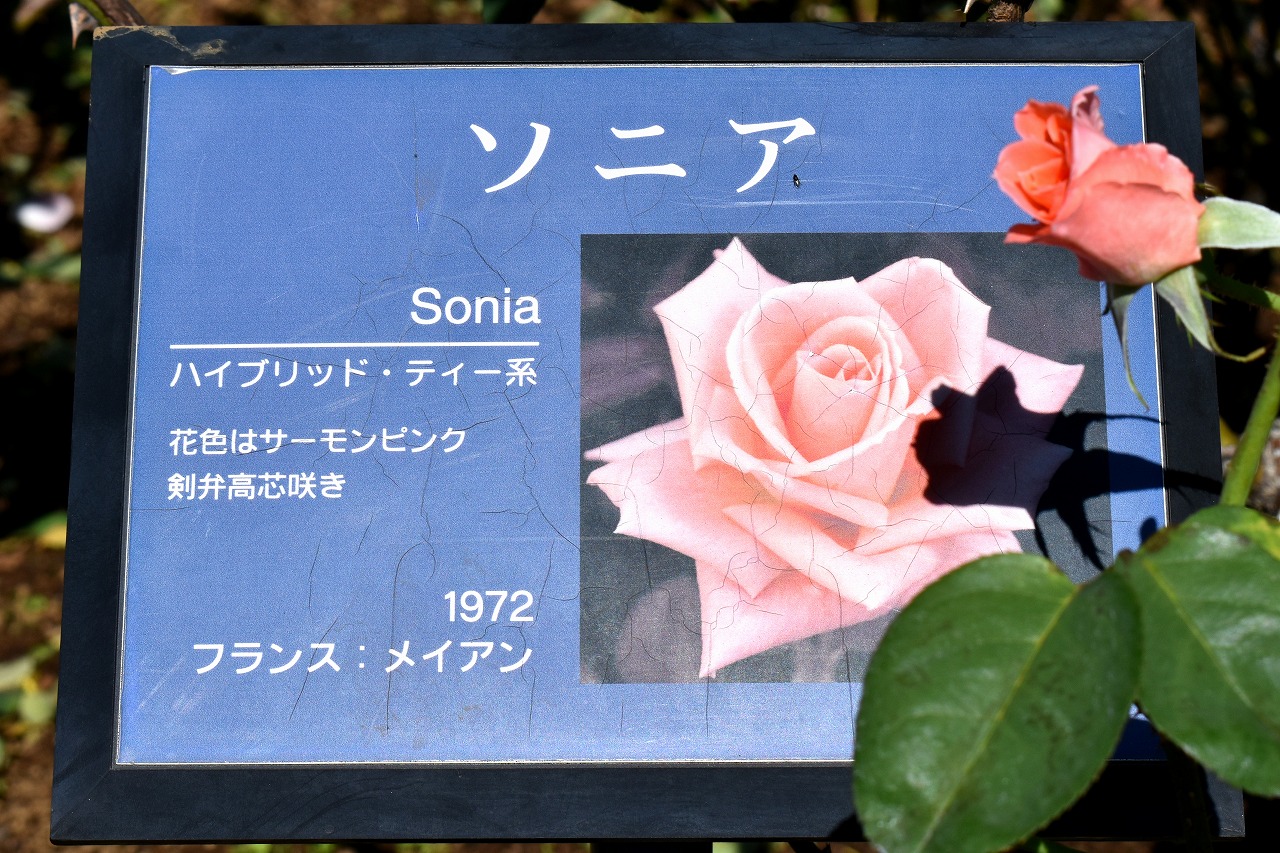 ソニア
Sonia
ハイブリッド・ティー系
花色はサーモンピンク
剣弁高芯咲き
1972
フランス：メイアン